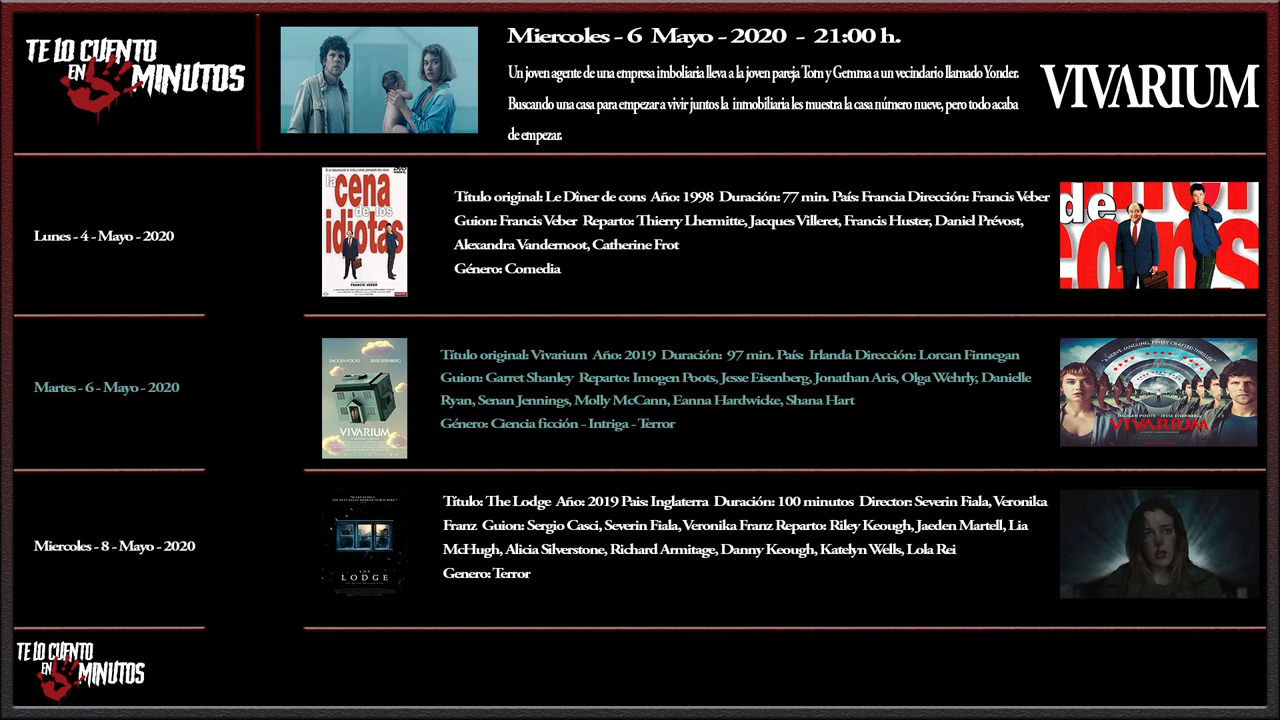 TE LO CUENTO
EN MINUTOS
Miercoles - 6 Mayo - 2020 - 21:00 h.
Un joven agente de una empresa imboliaria lleva a la joven pareja Tom y Gemma a un vecindario llamado Yonder.
Buscando una casa para empezar a vivir juntos la inmobiliaria les muestra la casa número nueve, pero todo acaba
de empezar.
VIVARIUM
Lunes - 4 - Mayo - 2020
la cena
de los
idiotas
FRANCIS VEBER
Título original: Le Dîner de cons Año: 1998 Duración: 77 min. País Francia Dirección: Francis Veber
Guion: Francis Veber Reparto: Thierry Lhermitte, Jacques Villeret, Francis Huster, Daniel Prévost,
Alexandra Vandernoot, Catherine Frot
Género: Comedia
de
cons
Martes - 6 - Mayo - 2020
IMOGEN POOTS JESSE EISENBERG
VIVARIUM
Título original: Vivarium Año: 2019 Duración: 97 min. País: Irlanda Dirección: Lorcan Finnegan
Guion: Garret Shanley Reparto: Imogen Poots, Jesse Eisenberg, Jonathan Aris, Olga Wehrly, Danielle
Ryan, Senan Jennings, Molly McCann, Eanna Hardwicke, Shana Hart
Género: Ciencia ficción - Intriga - Terror
IMOGEN POOTS JESSE EISENBERG
VIVARIUM
Miercoles - 8 - Mayo - 2020
THE
LODGE
Título: The Lodge Año: 2019 Pais: Inglaterra Duración: 100 minutos Director: Severin Fiala, Veronika
Franz Guion: Sergio Casci, Severin Fiala, Veronika Franz Reparto: Riley Keough, Jaeden Martell, Lia
McHugh, Alicia Silverstone, Richard Armitage, Danny Keough, Katelyn Wells, Lola Rei
Genero: Terror
TE LO CUENTO
EN MINUTOS